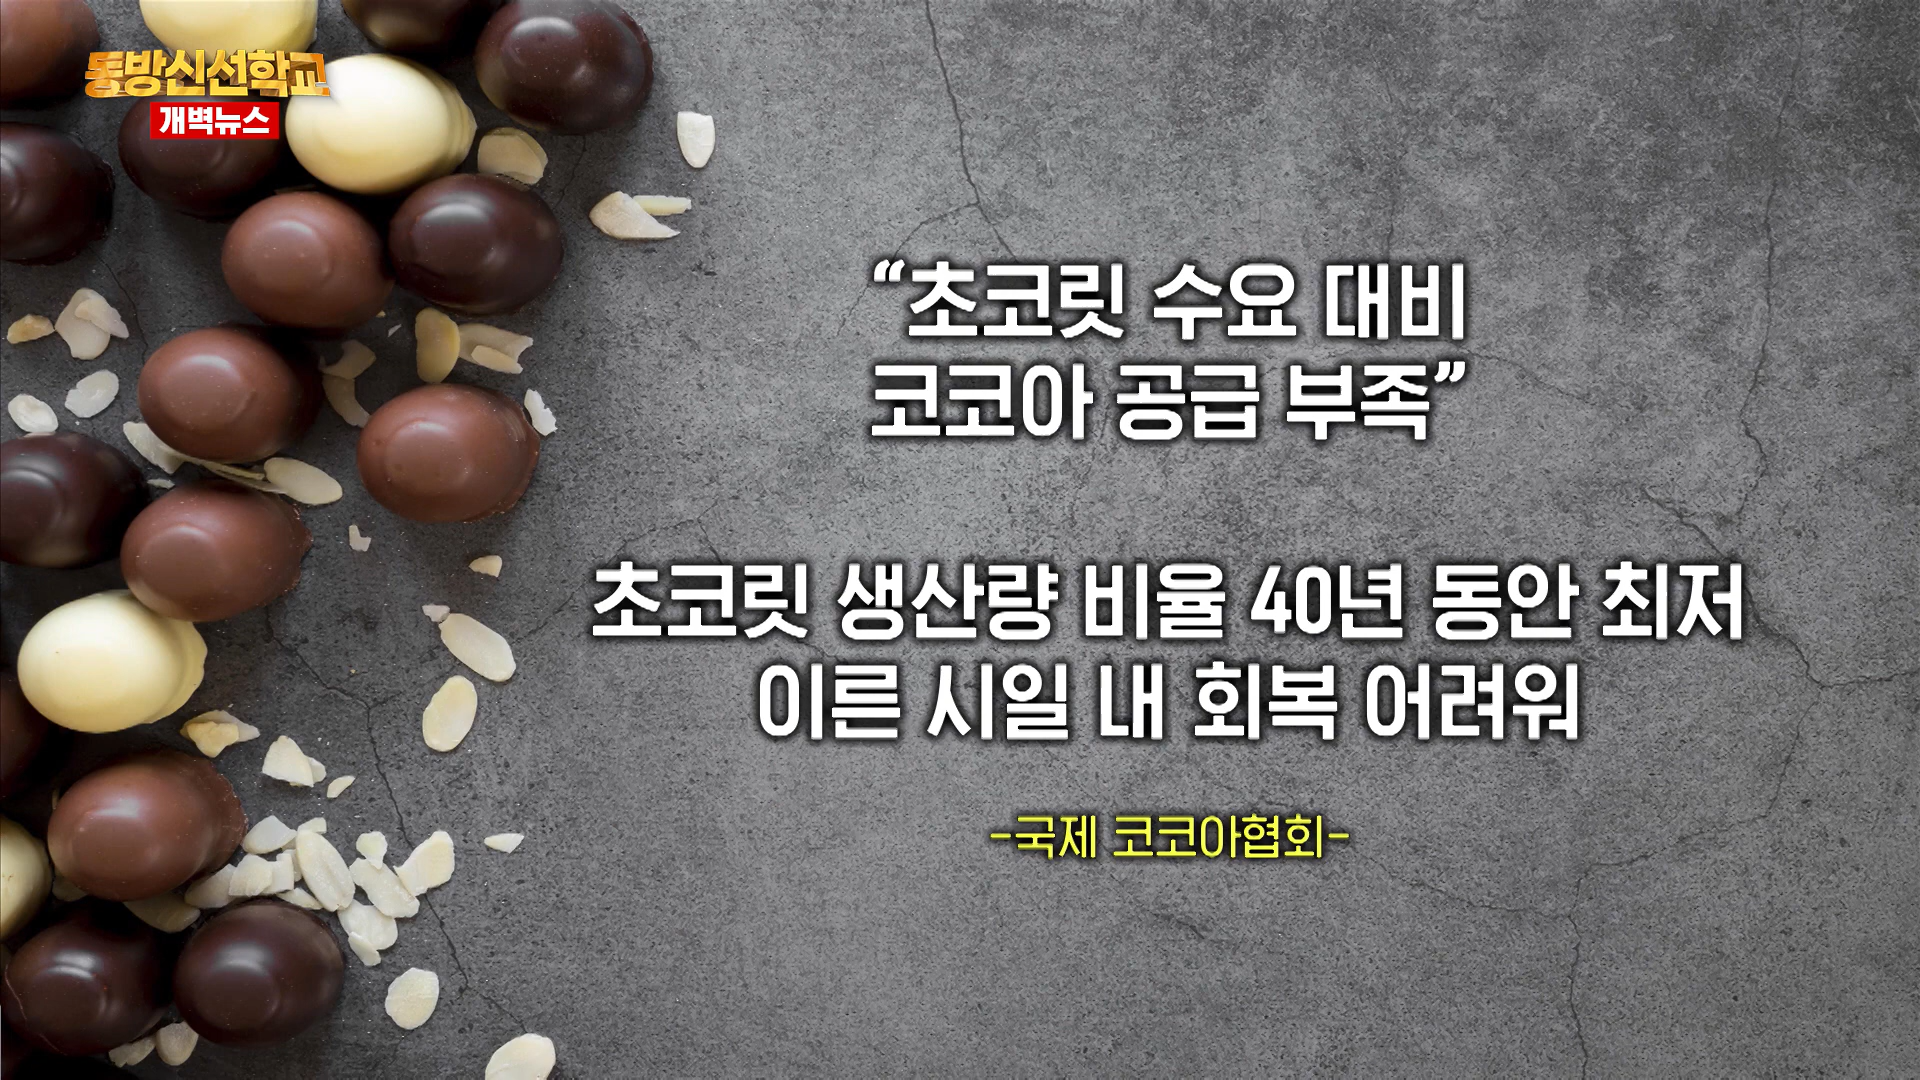 동방신선학교
개벽뉴스
“초코릿 수요 대비
코코아 공급 부족”
초코릿 생산량 비율 40년 동안 최저
이른 시일 내 회복 어려워
-국제 코코아협회-